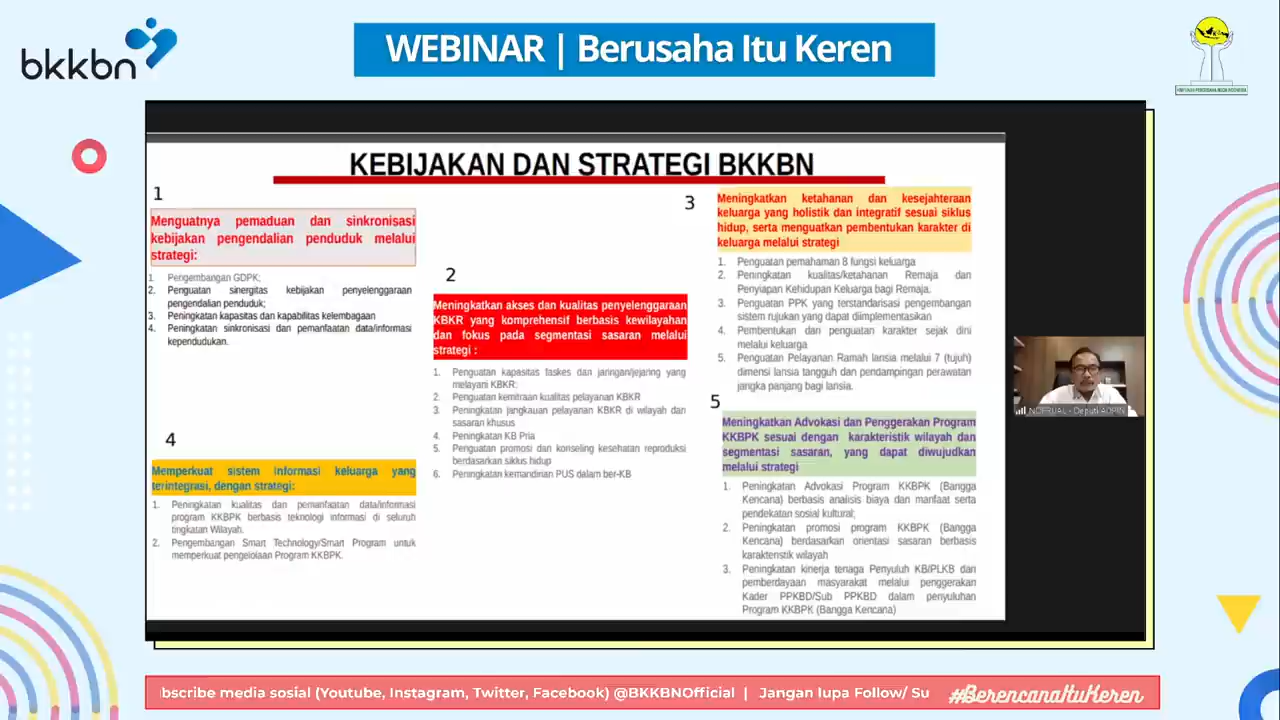 bkkbn
WEBINAR | Berusaha Itu Keren
KEBIJAKAN DAN STRATEGI BKKBN
1
Menguatnya pemaduan dan sinkronisasi
kebijakan pengendalian penduduk melalui
strategi:
1. Pengembangan GDPK;
2. Penguatan sinergitas kebijakan penyelenggaraan
pengendalian penduduk;
3. Peningkatan kapasitas dan kapabilitas kelembagaan
4. Peningkatan sinkronisasi dan pemanfaatan data/informasi
kependudukan.
2
Meningkatkan akses dan kualitas penyelenggaraan
KBKR yang komprehensif berbasis kewilayahan
dan fokus pada segmentasi sasaran melalui
strategi :
1. Penguatan kapasitas faskes dan jaringan/jejaring yang
melayani KBKR;
2. Penguatan kemitraan kualitas pelayanan KBKR
3. Peningkatan jangkauan pelayanan KBKR di wilayah dan
sasaran khusus
4. Peningkatan KB Pria
5. Penguatan promosi dan konseling kesehatan reproduksi
berdasarkan siklus hidup
6. Peningkatan kemandirian PUS dalam ber-KB
3
Meningkatkan ketahanan dan kesejahteraan
keluarga yang holistik dan integratif sesuai siklus
hidup, serta menguatkan pembentukan karakter di
keluarga melalui strategi
1. Penguatan pemahaman 8 fungsi keluarga
2. Peningkatan kualitas/ketahanan Remaja dan
Penyiapan Kehidupan Keluarga bagi Remaja.
3. Penguatan PPK yang terstandarisasi pengembangan
sistem rujukan yang dapat diimplementasikan
4. Pembentukan dan penguatan karakter sejak dini
melalui keluarga
5. Penguatan Pelayanan Ramah lansia melalui 7 (tujuh)
dimensi lansia tangguh dan pendampingan perawatan
jangka panjang bagi lansia.
4
Memperkuat sistem informasi keluarga yang
terintegrasi, dengan strategi:
1. Peningkatan kualitas dan pemanfaatan data/informasi
program KKBPK berbasis teknologi informasi di seluruh
tingkatan Wilayah.
2. Pengembangan Smart Technology/Smart Program untuk
memperkuat pengelolaan Program KKBPK.
5
Meningkatkan Advokasi dan Penggerakan Program
KKBPK sesuai dengan karakteristik wilayah dan
segmentasi sasaran, yang dapat diwujudkan
melalui strategi
1. Peningkatan Advokasi Program KKBPK (Bangga
Kencana) berbasis analisis biaya dan manfaat serta
pendekatan sosial kultural;
2. Peningkatan promosi program KKBPK (Bangga
Kencana) berdasarkan orientasi sasaran berbasis
karakteristik wilayah
3. Peningkatan kinerja tenaga Penyuluh KB/PLKB dan
pemberdayaan masyarakat melalui penggerakan
Kader PPKBD/Sub PPKBD dalam penyuluhan
Program KKBPK (Bangga Kencana)
Deputi ADPIN
ubscribe media sosial (Youtube, Instagram, Twitter, Facebook) @BKKBNOfficial | Jangan lupa Follow/ Su
#BerencanaItuKeren